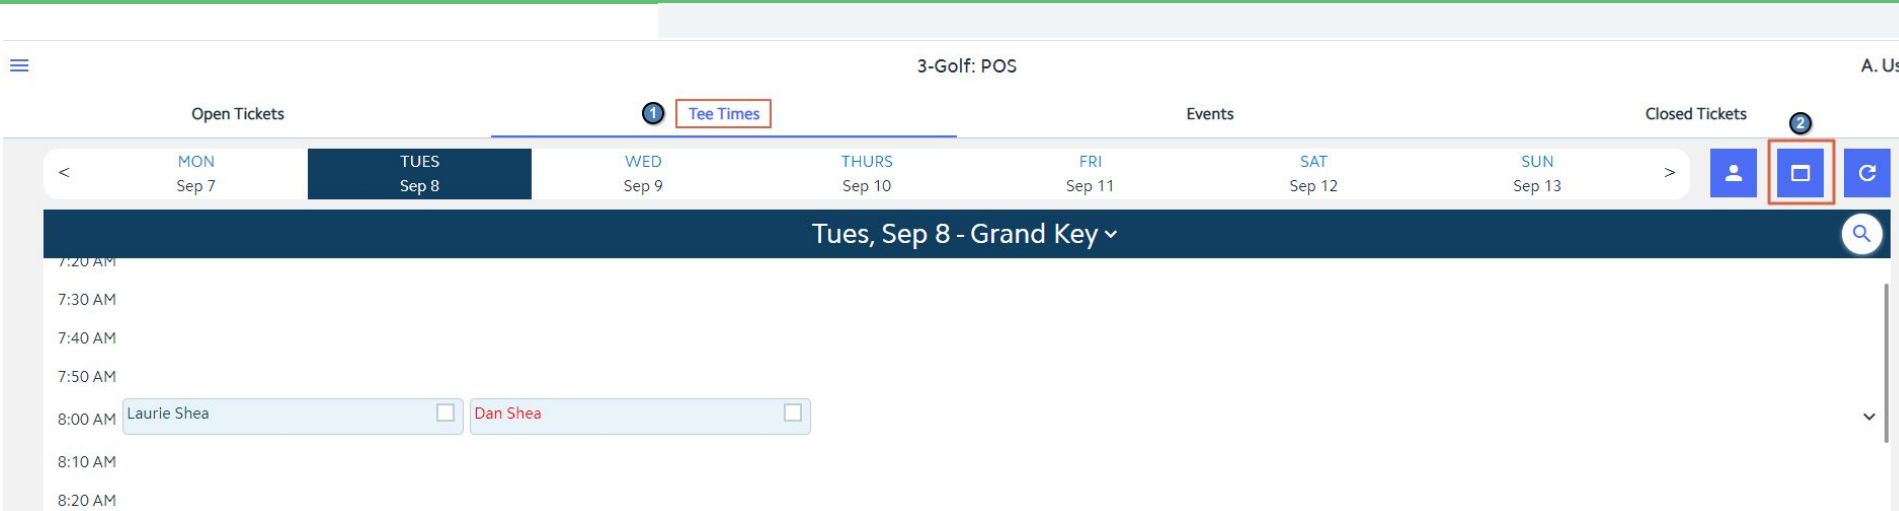 3-Golf: POS
A. Us
Open Tickets
1 Tee Times
Events
Closed Tickets
2
< MON TUES WED THURS FRI SAT SUN >
Sep 7 Sep 8 Sep 9 Sep 10 Sep 11 Sep 12 Sep 13
Tues, Sep 8 - Grand Key
7:20 AM
7:30 AM
7:40 AM
7:50 AM
8:00 AM Laurie Shea Dan Shea
8:10 AM
8:20 AM